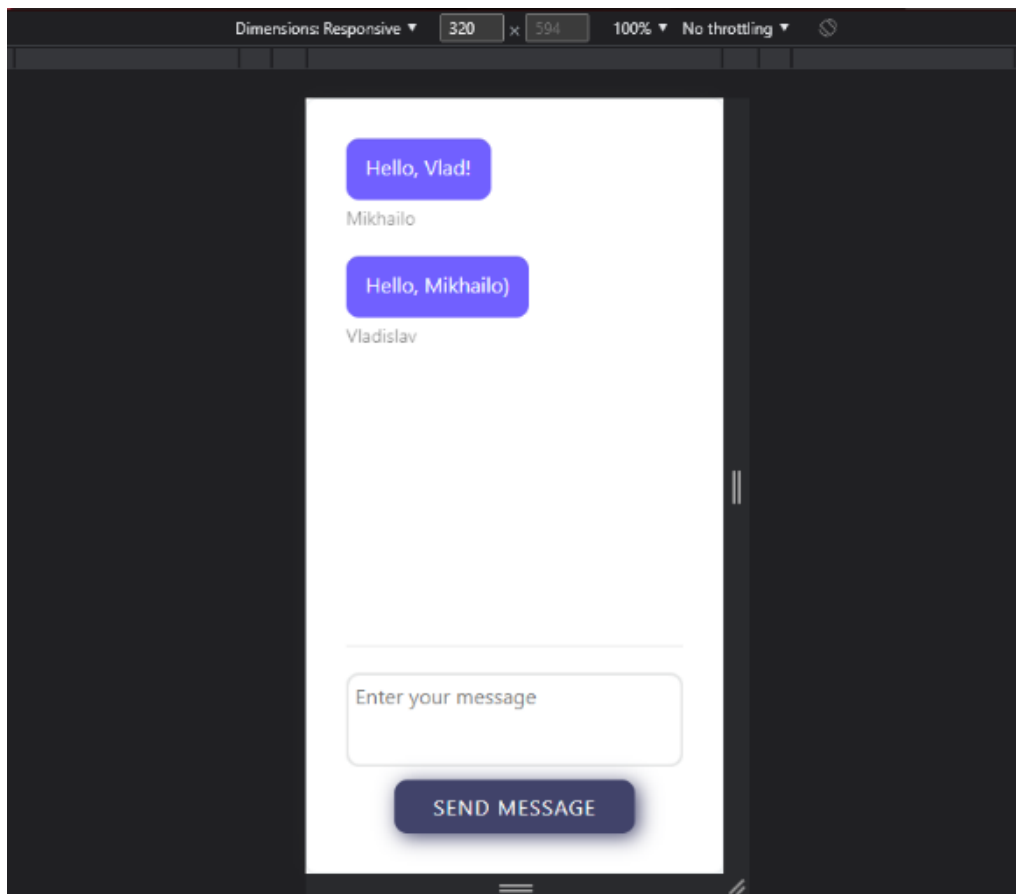 Dimensions: Responsive ▼ 320 × 594 100% ▼ No throttling ▼
Hello, Vlad!
Mikhailo
Hello, Mikhailo)
Vladislav
Enter your message
SEND MESSAGE